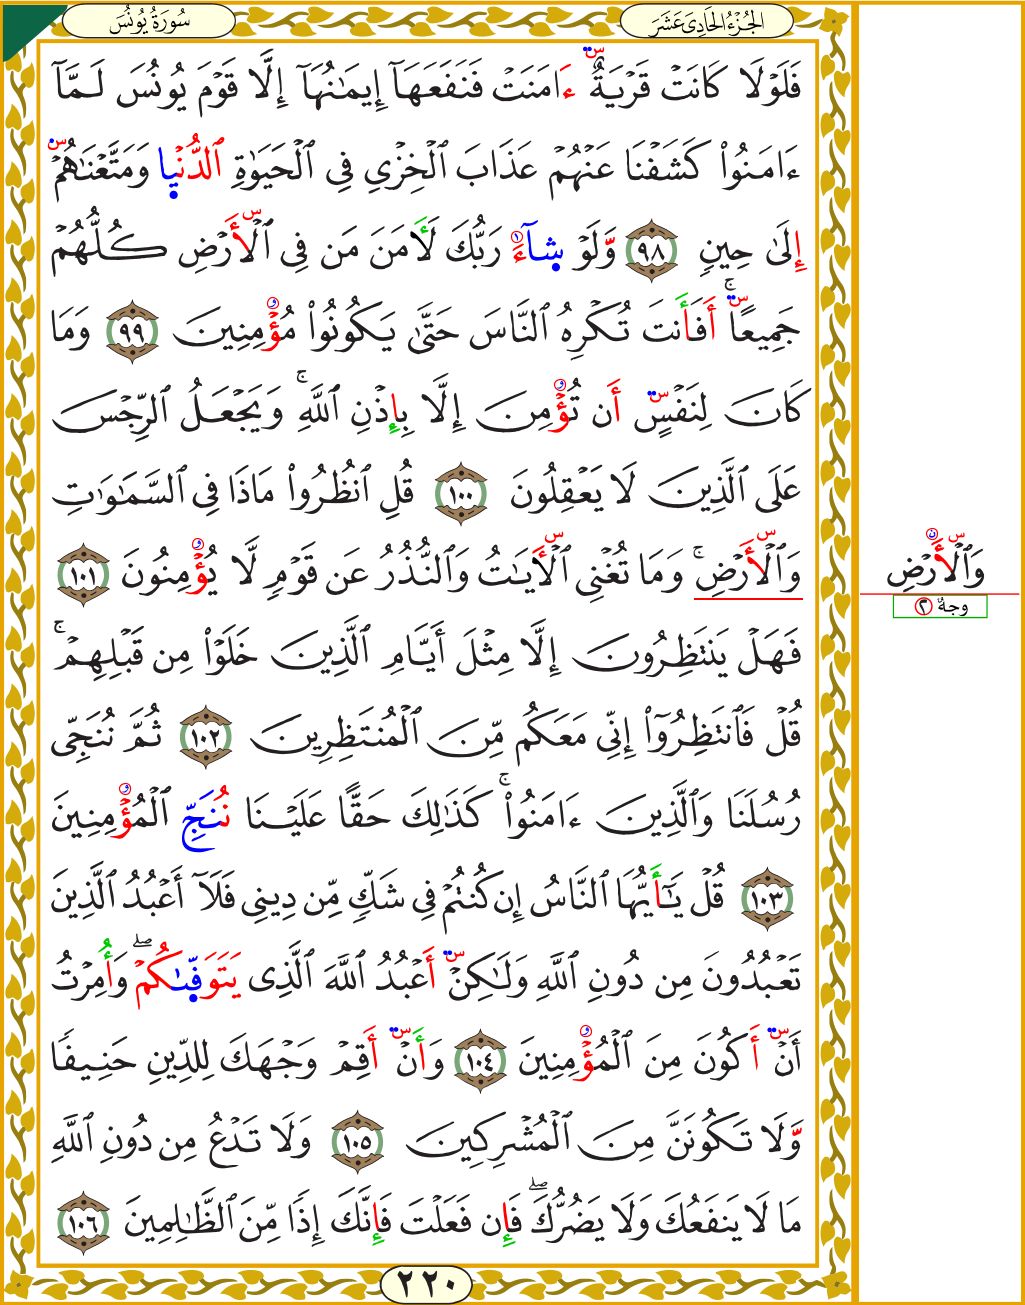 سُورَةُ يُونُسَ
الجُزْءُ الحَادِي عَشَرَ
فَلَوۡلَا كَانَتۡ قَرۡيَةٌ ءَامَنَتۡ فَنَفَعَهَآ إِيمَٰنُهَآ إِلَّا قَوۡمَ يُونُسَ لَمَّآ
ءَامَنُواْ كَشَفۡنَا عَنۡهُمۡ عَذَابَ ٱلۡخِزۡيِ فِي ٱلۡحَيَوٰةِ ٱلدُّنۡيٜا وَمَتَّعۡنَٰهُمۡ
إِلَىٰ حِينٖ ٩٨ وَّلَوۡ شٜآءَ رَبُّكَ لَأٓمَنَ مَن فِي ٱلۡأَرۡضِ كُلُّهُمۡ
جَمِيعًاۚ أَفَأَنتَ تُكۡرِهُ ٱلنَّاسَ حَتَّىٰ يَكُونُواْ مُؤۡمِنِينَ ٩٩ وَمَا
كَانَ لِنَفۡسٍ أَن تُؤۡمِنَ إِلَّا بِإِذۡنِ ٱللَّهِۚ وَيَجۡعَلُ ٱلرِّجۡسَ
عَلَى ٱلَّذِينَ لَا يَعۡقِلُونَ ١٠٠ قُلِ ٱنظُرُواْ مَاذَا فِي ٱلسَّمَٰوَٰتِ
وَٱلۡأَرۡضِۚ وَمَا تُغۡنِي ٱلۡأٓيَٰتُ وَٱلنُّذُرُ عَن قَوۡمٖ لَّا يُؤۡمِنُونَ ١٠١
فَهَلۡ يَنتَظِرُونَ إِلَّا مِثۡلَ أَيَّامِ ٱلَّذِينَ خَلَوۡاْ مِن قَبۡلِهِمۡۚ
قُلۡ فَٱنتَظِرُوٓاْ إِنِّي مَعَكُم مِّنَ ٱلۡمُنتَظِرِينَ ١٠٢ ثُمَّ نُنَجِّي
رُسُلَنَا وَٱلَّذِينَ ءَامَنُواْۚ كَذَٰلِكَ حَقًّا عَلَيۡنَا نُنَجِّ ٱلۡمُؤۡمِنِينَ
١٠٣ قُلۡ يَٰٓأَيُّهَا ٱلنَّاسُ إِن كُنتُمۡ فِي شَكّٖ مِّن دِينِي فَلَآ أَعۡبُدُ ٱلَّذِينَ
تَعۡبُدُونَ مِن دُونِ ٱللَّهِ وَلَٰكِنۡ أَعۡبُدُ ٱللَّهَ ٱلَّذِي يَتَوَفّٜىٰكُمۡۖ وَأُمِرۡتُ
أَنۡ أَكُونَ مِنَ ٱلۡمُؤۡمِنِينَ ١٠٤ وَأَنۡ أَقِمۡ وَجۡهَكَ لِلدِّينِ حَنِيفٗا
وَّلَا تَكُونَنَّ مِنَ ٱلۡمُشۡرِكِينَ ١٠٥ وَلَا تَدۡعُ مِن دُونِ ٱللَّهِ
مَا لَا يَنفَعُكَ وَلَا يَضُرُّكَۖ فَإِن فَعَلۡتَ فَإِنَّكَ إِذٗا مِّنَ ٱلظَّٰلِمِينَ ١٠٦
٢٢٠
وَٱلۡأَرۡضِ
وجهٌ ٢